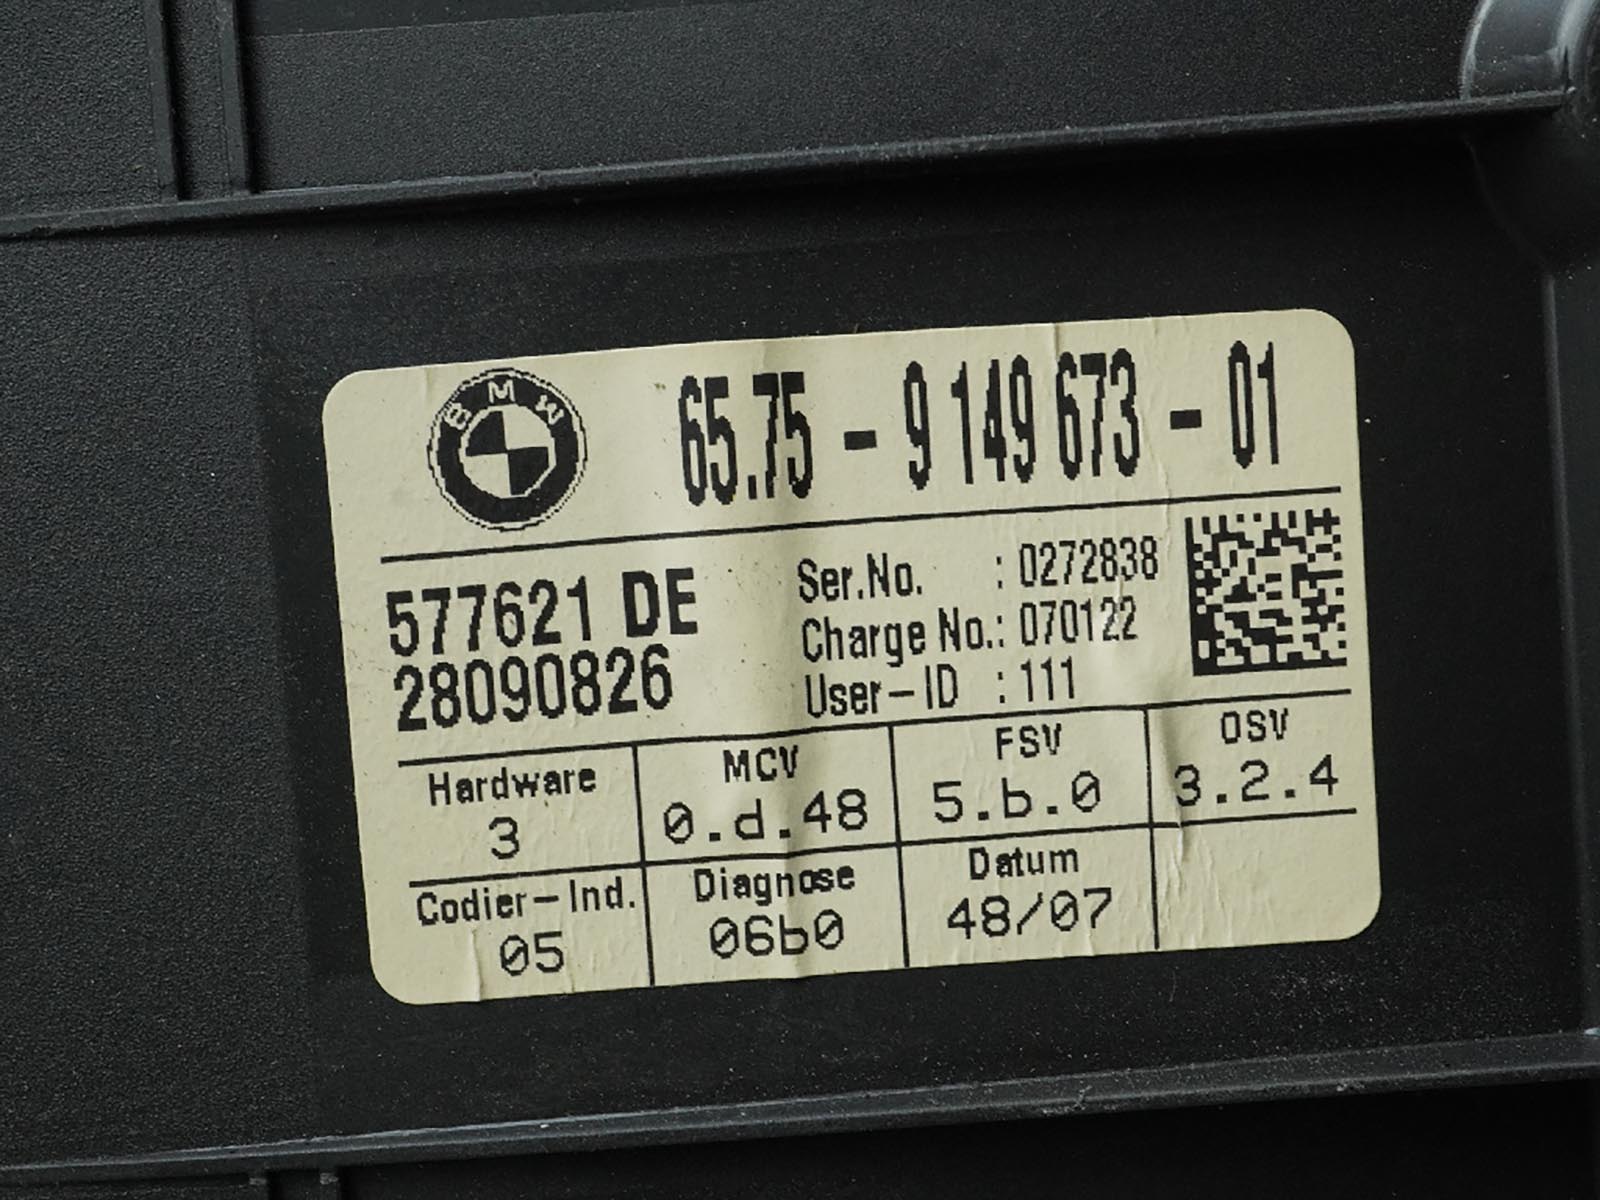 BMW
65.75 - 9 149 673 - 01
577621 DE
28090826
Ser.No. : 0272838
Charge No.: 070122
User-ID : 111
Hardware MCV FSV OSV
3 0.d.48 5.b.0 3.2.4
Codier-Ind. Diagnose Datum
05 06b0 48/07